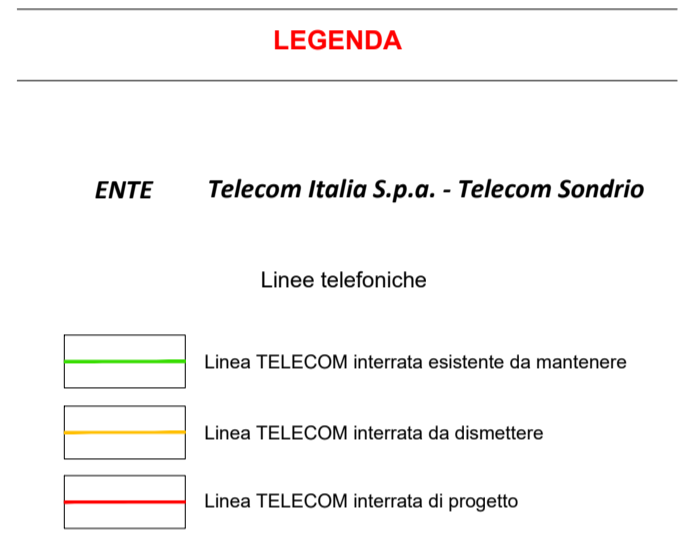 LEGENDA
ENTE Telecom Italia S.p.a. - Telecom Sondrio
Linee telefoniche
Linea TELECOM interrata esistente da mantenere
Linea TELECOM interrata da dismettere
Linea TELECOM interrata di progetto